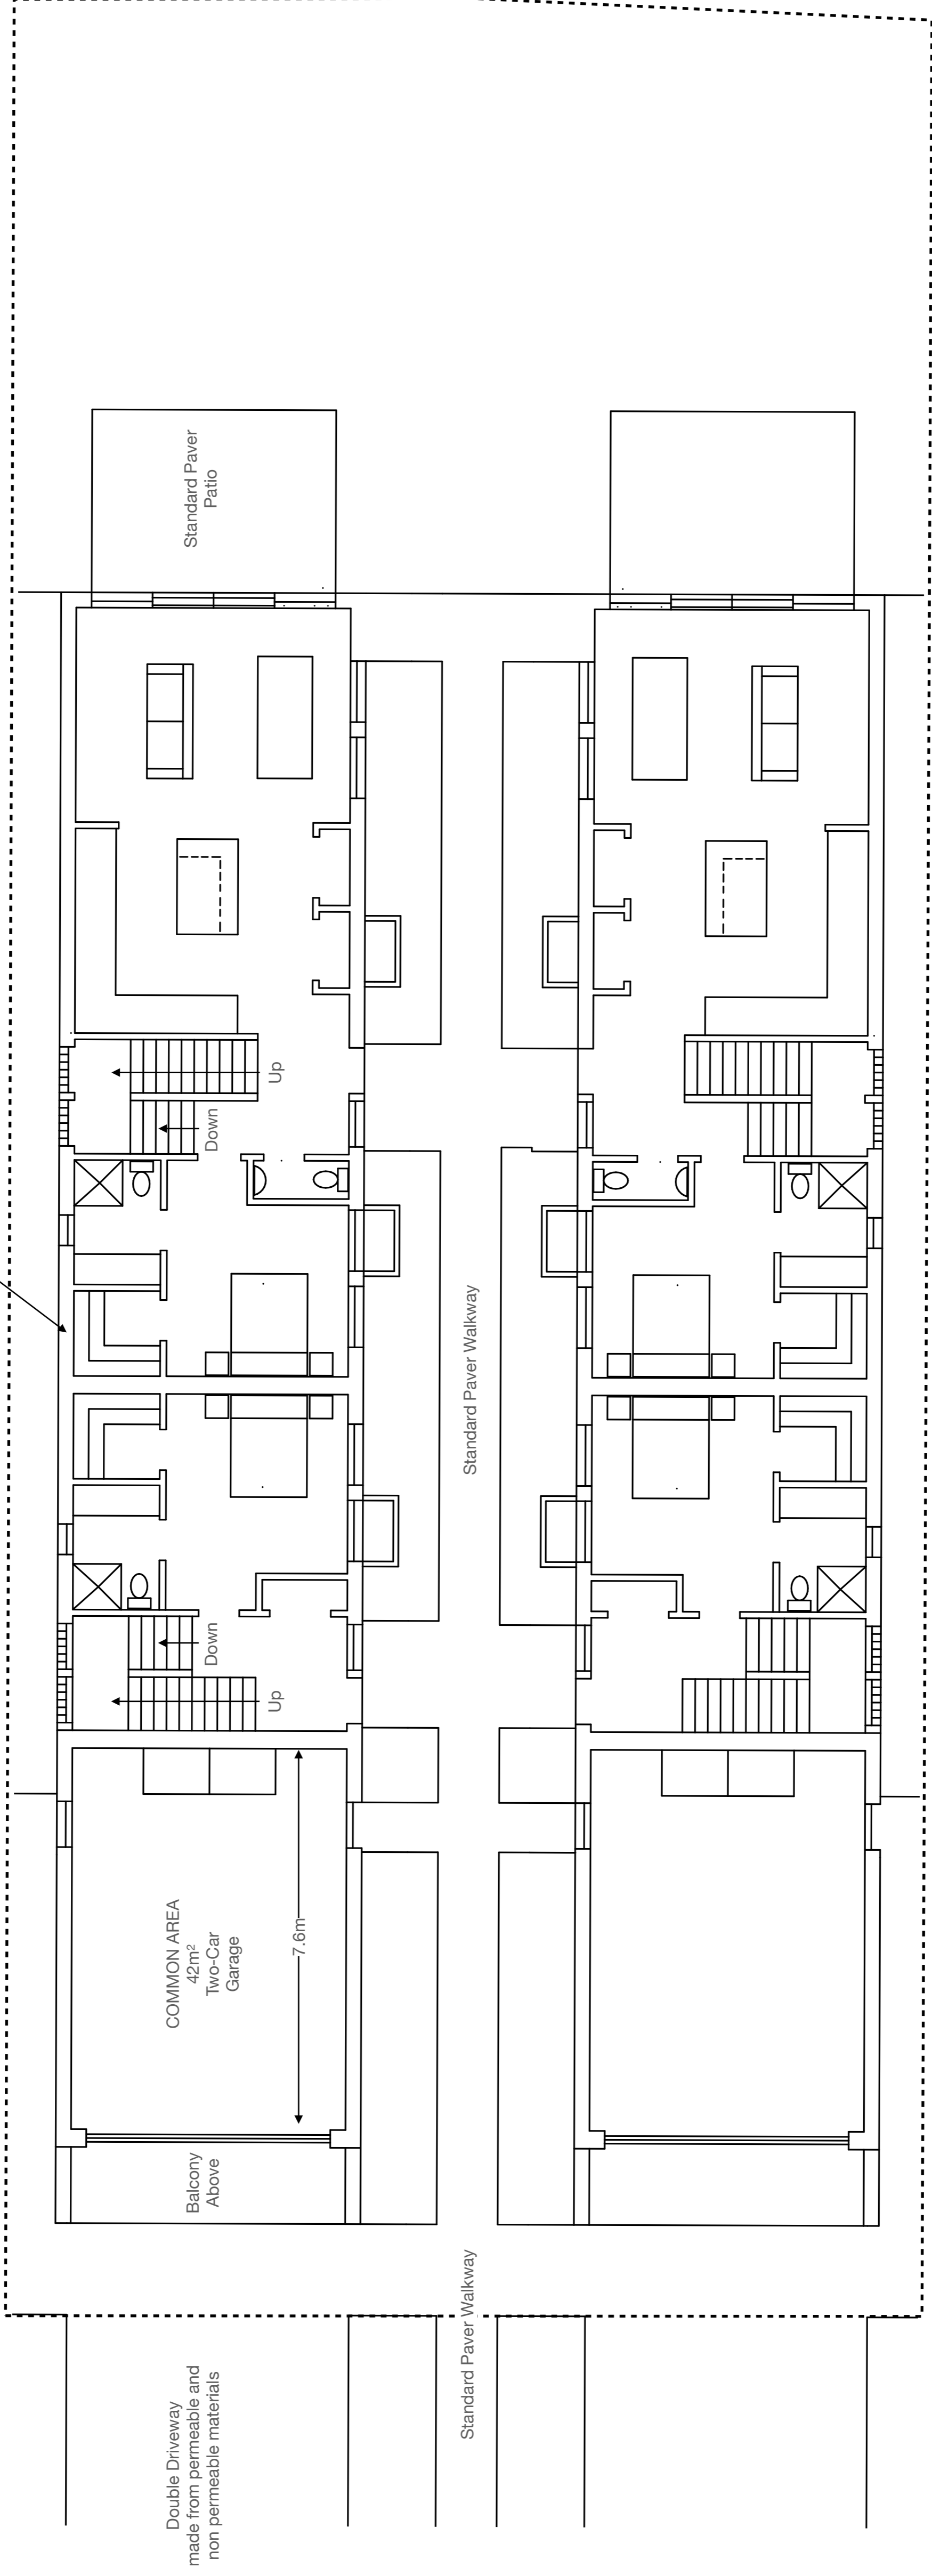 Standard Paver
Patio
Up
Down
Standard Paver Walkway
Down
Up
COMMON AREA
42m²
Two-Car
Garage
7.6m
Balcony
Above
Standard Paver Walkway
Double Driveway
made from permeable and
non permeable materials